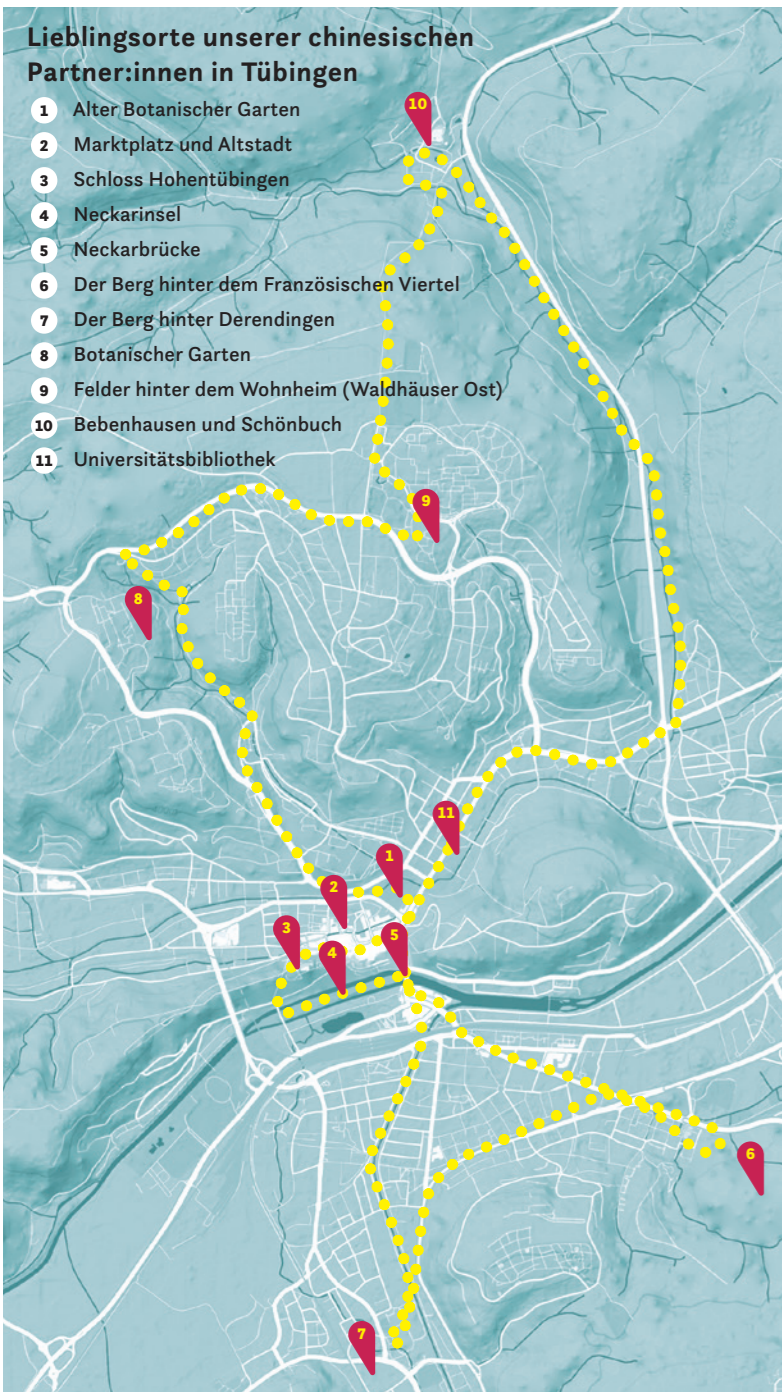 Lieblingsorte unserer chinesischen
Partner:innen in Tübingen
1 Alter Botanischer Garten
2 Marktplatz und Altstadt
3 Schloss Hohentübingen
4 Neckarinsel
5 Neckarbrücke
6 Der Berg hinter dem Französischen Viertel
7 Der Berg hinter Derendingen
8 Botanischer Garten
9 Felder hinter dem Wohnheim (Waldhäuser Ost)
10 Bebenhausen und Schönbuch
11 Universitätsbibliothek
10
9
8
11
1
2
3
5
4
6
7